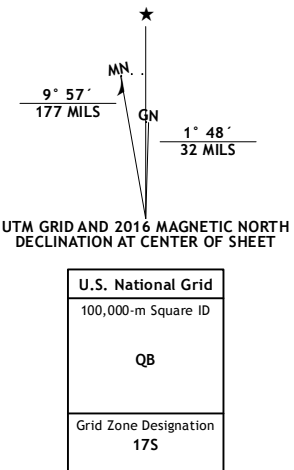 ★
MN
GN
9° 57´
177 MILS
1° 48´
32 MILS
UTM GRID AND 2016 MAGNETIC NORTH
DECLINATION AT CENTER OF SHEET
U.S. National Grid
100,000-m Square ID
QB
Grid Zone Designation
17S